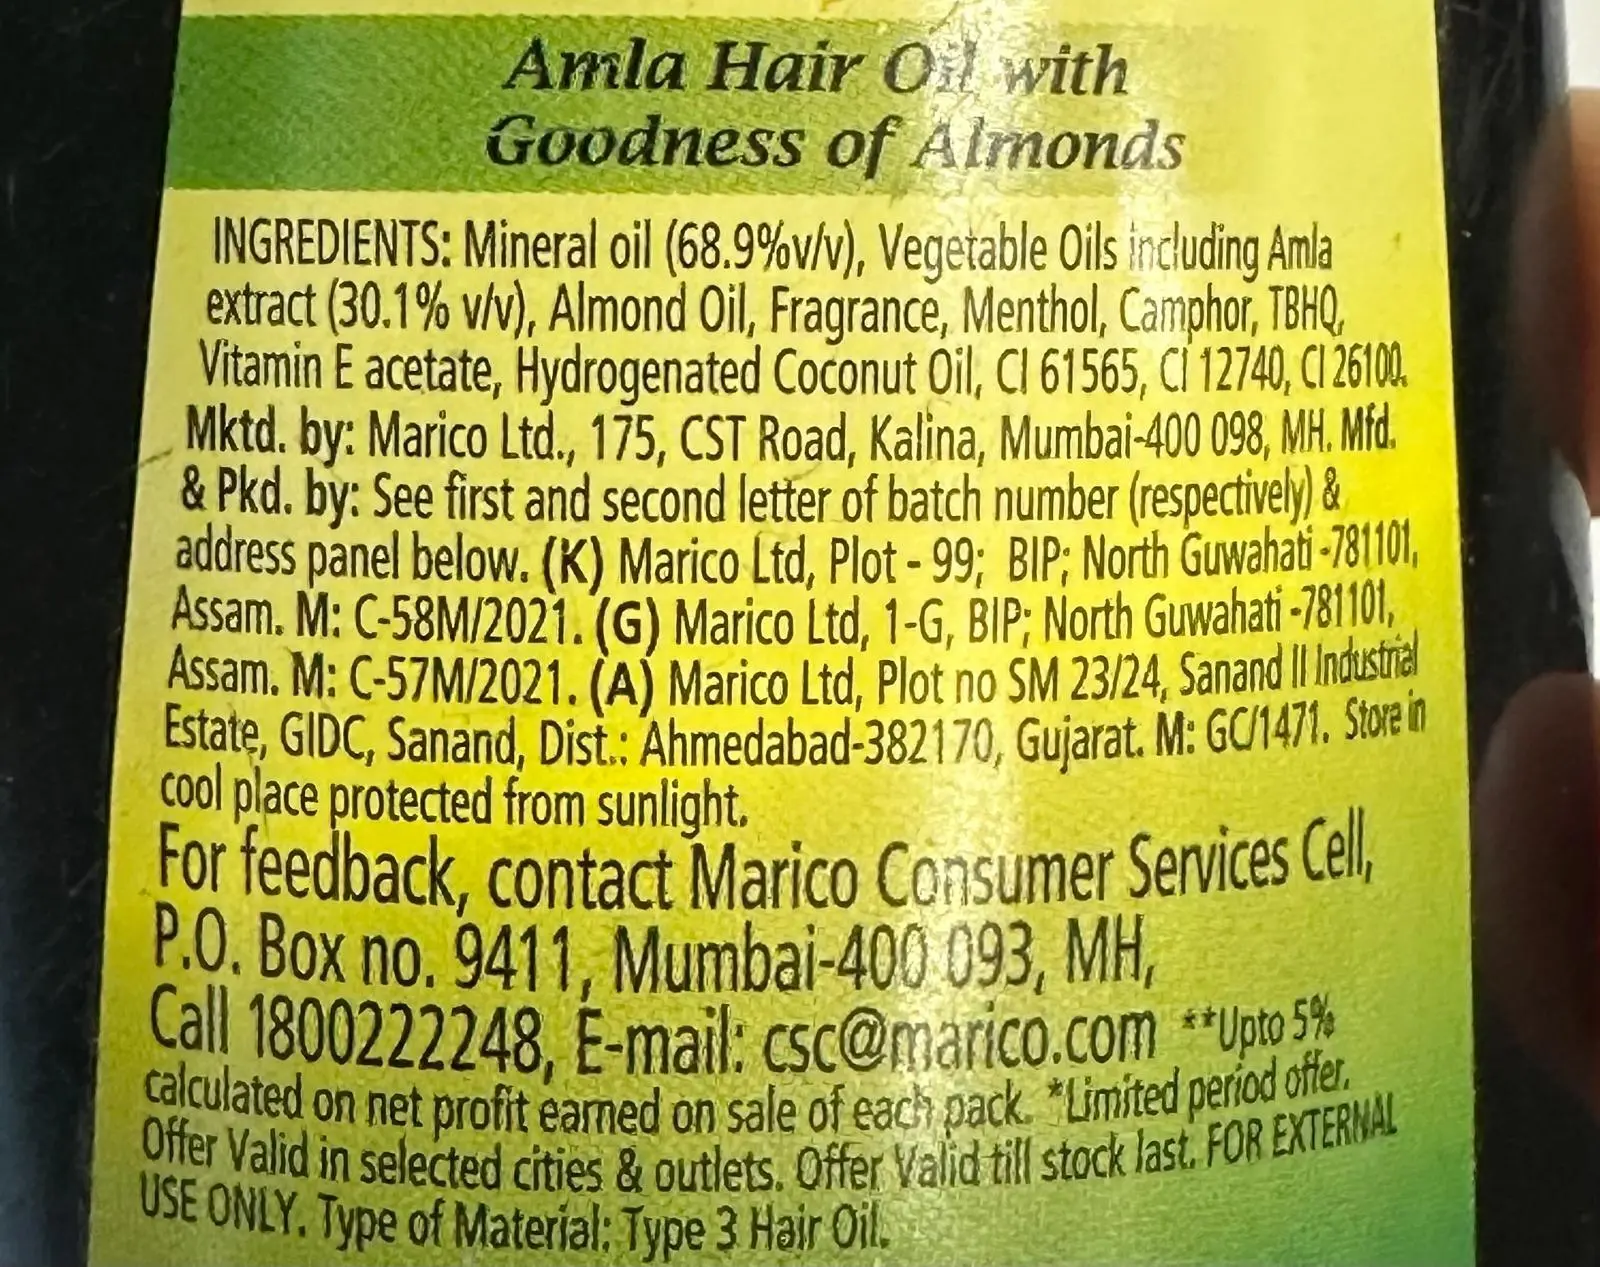 Amla Hair Oil with
Goodness of Almonds
INGREDIENTS: Mineral oil (68.9%v/v), Vegetable Oils including Amla
extract (30.1% v/v), Almond Oil, Fragrance, Menthol, Camphor, TBHQ,
Vitamin E acetate, Hydrogenated Coconut Oil, CI 61565, CI 12740, CI 26100.
Mktd. by: Marico Ltd., 175, CST Road, Kalina, Mumbai-400 098, MH. Mfd.
& Pkd. by: See first and second letter of batch number (respectively) &
address panel below. (K) Marico Ltd, Plot - 99; BIP; North Guwahati -781101,
Assam. M: C-58M/2021. (G) Marico Ltd, 1-G, BIP; North Guwahati -781101,
Assam. M: C-57M/2021. (A) Marico Ltd, Plot no SM 23/24, Sanand II Industrial
Estate, GIDC, Sanand, Dist.: Ahmedabad-382170, Gujarat. M: GC/1471. Store in
cool place protected from sunlight.
For feedback, contact Marico Consumer Services Cell,
P.O. Box no. 9411, Mumbai-400 093, MH,
Call 1800222248, E-mail: csc@marico.com **Upto 5%
calculated on net profit earned on sale of each pack. *Limited period offer.
Offer Valid in selected cities & outlets. Offer Valid till stock last. FOR EXTERNAL
USE ONLY. Type of Material: Type 3 Hair Oil.